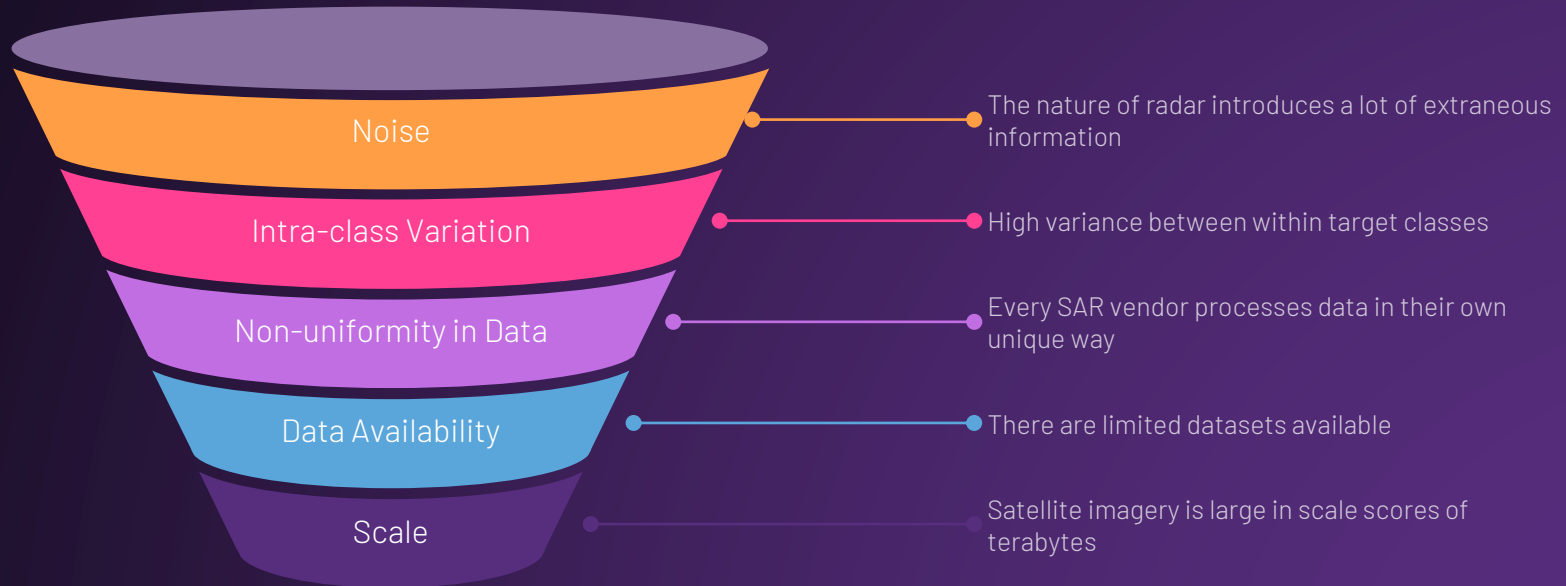 Noise
The nature of radar introduces a lot of extraneous
information
Intra-class Variation
High variance between within target classes
Non-uniformity in Data
Every SAR vendor processes data in their own
unique way
Data Availability
There are limited datasets available
Scale
Satellite imagery is large in scale scores of
terabytes